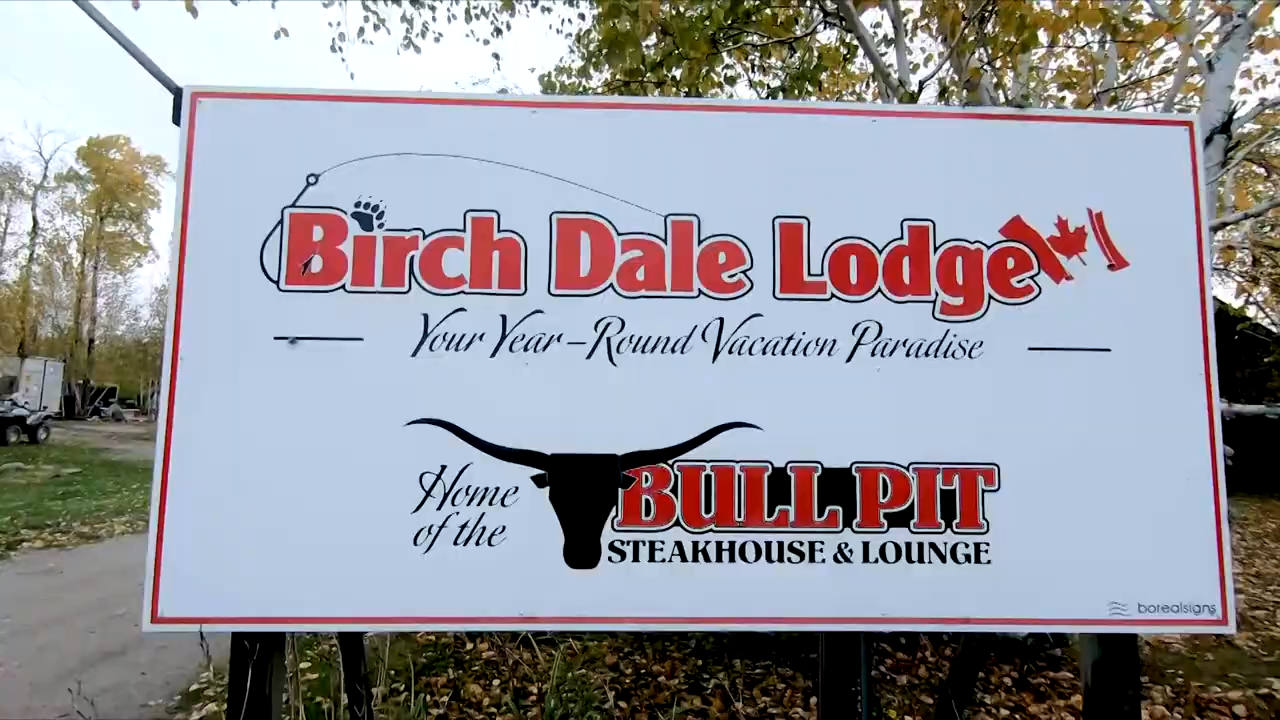 Birch Dale Lodge
Your Year-Round Vacation Paradise
Home
of the
BULL PIT
STEAKHOUSE & LOUNGE
borealsigns